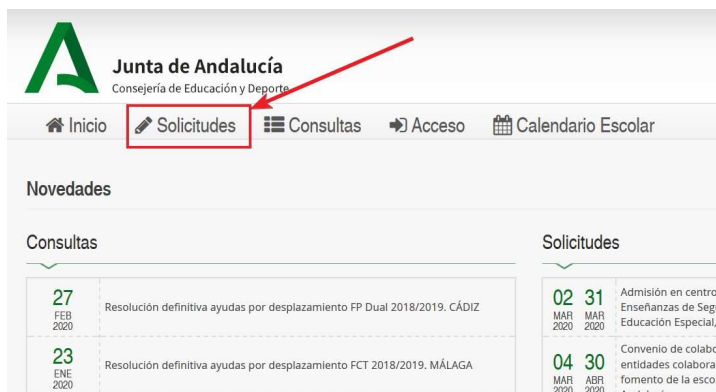 Junta de Andalucía
Consejería de Educación y Deporte
Inicio Solicitudes Consultas Acceso Calendario Escolar
Novedades
Consultas
27
FEB
2020
Resolución definitiva ayudas por desplazamiento FP Dual 2018/2019. CÁDIZ
23
ENE
2020
Resolución definitiva ayudas por desplazamiento FCT 2018/2019. MÁLAGA
Solicitudes
02 31
MAR MAR
2020 2020
Admisión en centro
Enseñanzas de Seg
Educación Especial,
04 30
MAR ABR
2020 2020
Convenio de colabo
entidades colabora
fomento de la esco